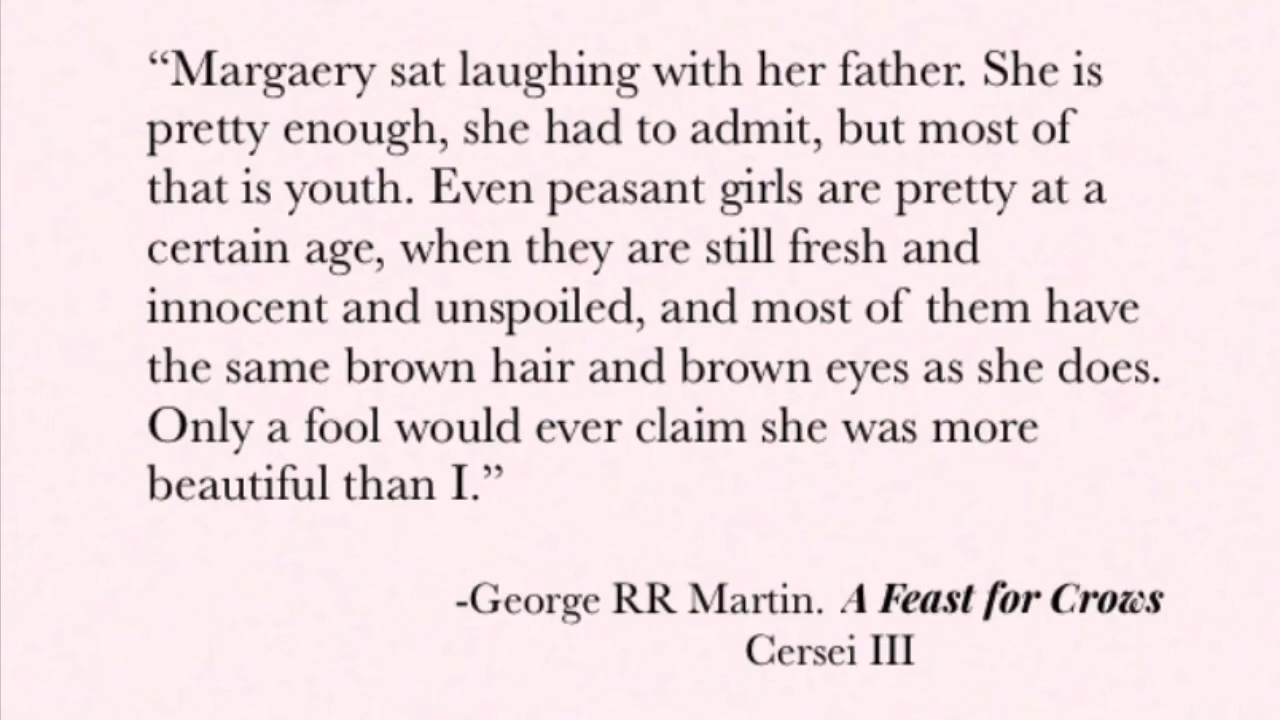 “Margaery sat laughing with her father. She is
pretty enough, she had to admit, but most of
that is youth. Even peasant girls are pretty at a
certain age, when they are still fresh and
innocent and unspoiled, and most of them have
the same brown hair and brown eyes as she does.
Only a fool would ever claim she was more
beautiful than I.”
-George RR Martin. A Feast for Crows
Cersei III